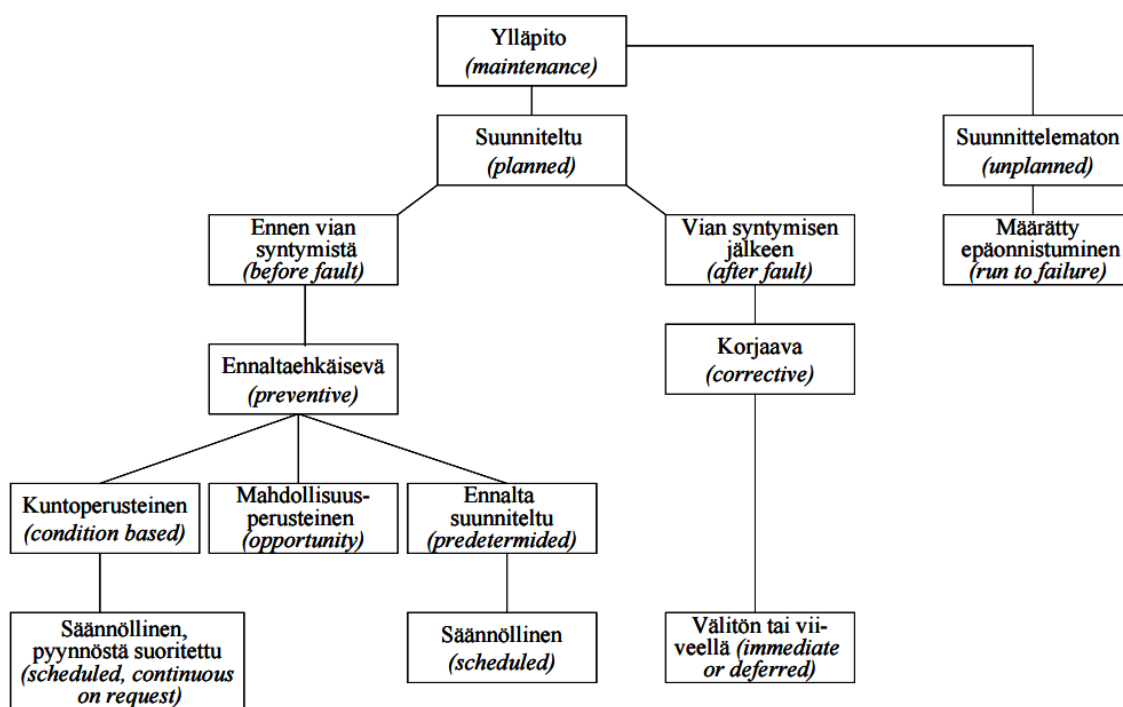 Ylläpito
(maintenance)
Suunniteltu
(planned)
Suunnittelematon
(unplanned)
Ennen vian
syntymistä
(before fault)
Vian syntymisen
jälkeen
(after fault)
Määrätty
epäonnistuminen
(run to failure)
Ennaltaehkäisevä
(preventive)
Korjaava
(corrective)
Kuntoperusteinen
(condition based)
Mahdollisuus-
perusteinen
(opportunity)
Ennalta
suunniteltu
(predetermided)
Säännöllinen,
pyynnöstä suoritettu
(scheduled, continuous
on request)
Säännöllinen
(scheduled)
Välitön tai vii-
veellä (immediate
or deferred)